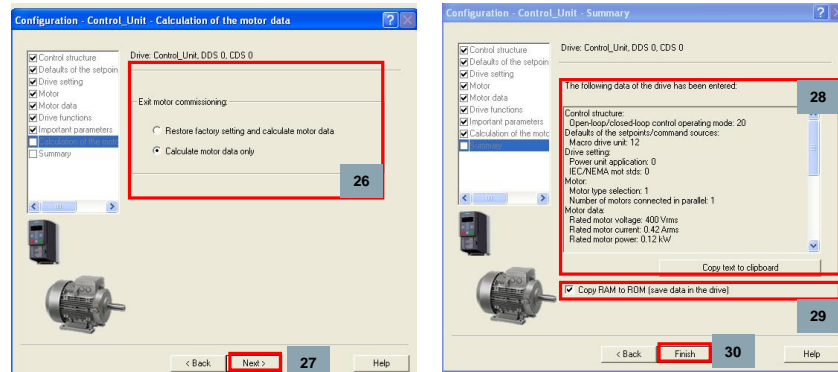 Configuration - Control_Unit - Calculation of the motor data
Control structure
Defaults of the setpoin
Drive setting
Motor
Motor data
Drive functions
Important parameters
Calculation of the moto
Summary
Drive: Control_Unit, DDS 0, CDS 0
Exit motor commissioning:
Restore factory setting and calculate motor data
Calculate motor data only
26
< Back
Next >
27
Help
Configuration - Control_Unit - Summary
Control structure
Defaults of the setpoin
Drive setting
Motor
Motor data
Drive functions
Important parameters
Calculation of the motc
Summary
Drive: Control_Unit, DDS 0, CDS 0
The following data of the drive has been entered:
28
Control structure:
Open-loop/closed-loop control operating mode: 20
Defaults of the setpoints/command sources:
Macro drive unit: 12
Drive setting:
Power unit application: 0
IEC/NEMA mot stds: 0
Motor:
Motor type selection: 1
Number of motors connected in parallel: 1
Motor data:
Rated motor voltage: 400 Vrms
Rated motor current: 0.42 Arms
Rated motor power: 0.12 kW
Copy text to clipboard
Copy RAM to ROM (save data in the drive)
29
< Back
Finish
30
Help